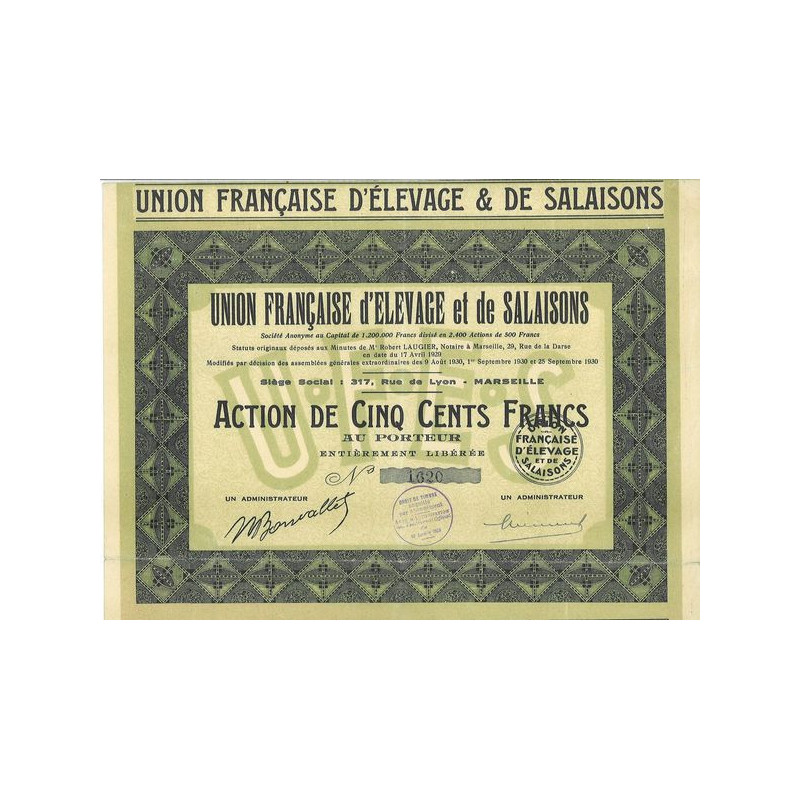 UNION FRANÇAISE D'ÉLEVAGE & DE SALAISONS
UNION FRANÇAISE d'ELEVAGE et de SALAISONS
Société Anonyme au Capital de 1.200.000 Francs divisé en 2.400 Actions de 500 Francs
Statuts originaux déposés aux Minutes de Me Robert LAUGIER, Notaire à Marseille, 29, Rue de la Darse
en date du 17 Avril 1929
Modifiés par décision des assemblées générales extraordinaires des 9 Août 1930, 1er Septembre 1930 et 25 Septembre 1930
Siège Social : 317, Rue de Lyon - MARSEILLE
U.F.E.S
ACTION DE CINQ CENTS FRANCS
AU PORTEUR
ENTIÈREMENT LIBÉRÉE
No 1620
UNION
FRANÇAISE
D'ÉLEVAGE
ET DE
SALAISONS
UN ADMINISTRATEUR
UN ADMINISTRATEUR
DROIT DE TIMBRE